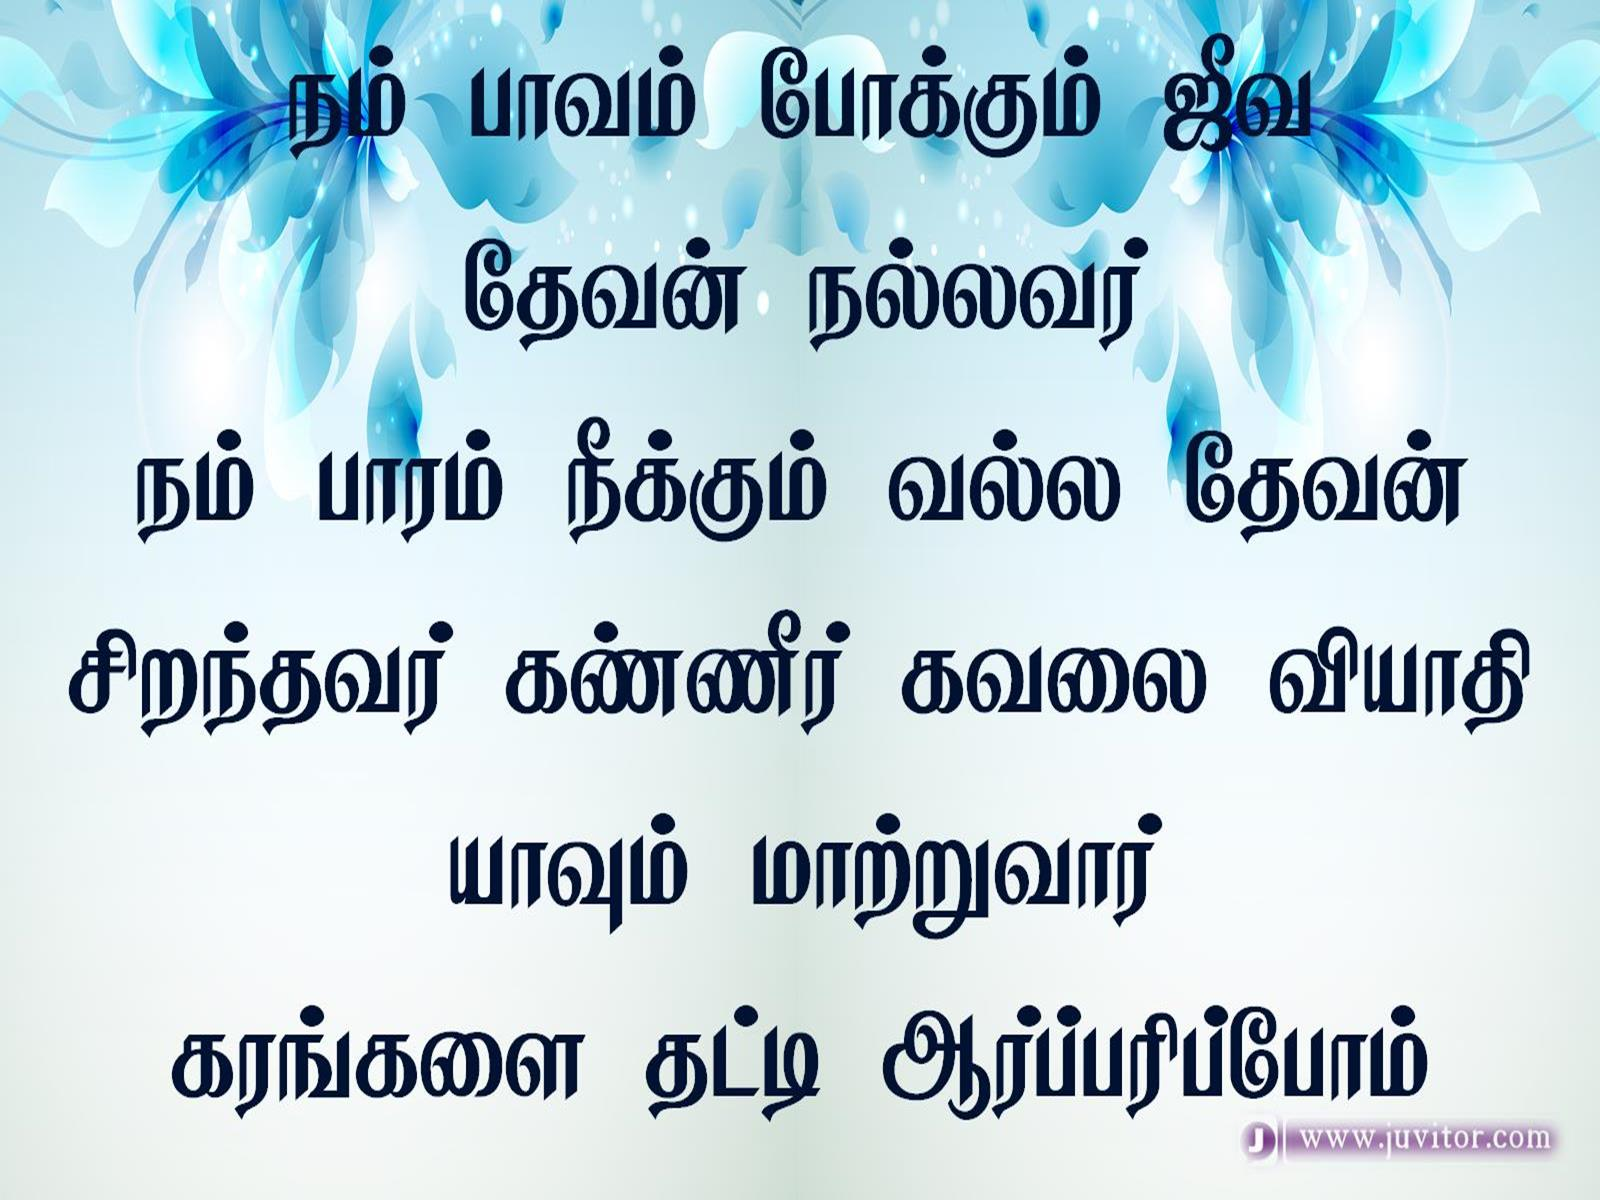 நம் பாவம் போக்கும் ஜீவ
தேவன் நல்லவர்
நம் பாரம் நீக்கும் வல்ல தேவன்
சிறந்தவர் கண்ணீர் கவலை வியாதி
யாவும் மாற்றுவார்
கரங்களை தட்டி ஆர்ப்பரிப்போம்
J www.juvitor.com